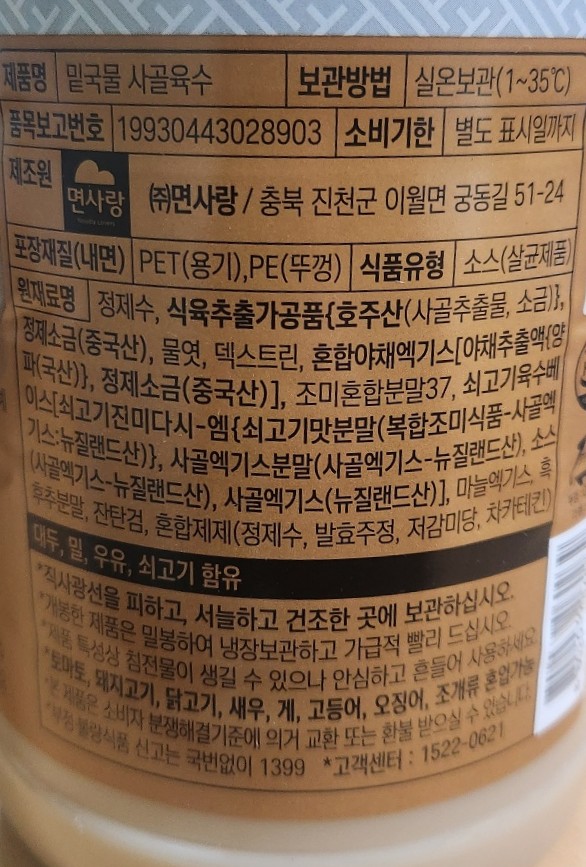 제품명 밑국물 사골육수 보관방법 실온보관(1~35℃)
품목보고번호 19930443028903 소비기한 별도 표시일까지
제조원 면사랑 ㈜면사랑 / 충북 진천군 이월면 궁동길 51-24
포장재질(내면) PET(용기),PE(뚜껑) 식품유형 소스(살균제품)
원재료명 정제수, 식육추출가공품{호주산(사골추출물, 소금)},
정제소금(중국산), 물엿, 덱스트린, 혼합야채엑기스[야채추출액{양
파(국산)}, 정제소금(중국산)], 조미혼합분말37, 쇠고기육수베
이스[쇠고기진미다시-엠{쇠고기맛분말(복합조미식품-사골엑
기스:뉴질랜드산)}, 사골엑기스분말(사골엑기스-뉴질랜드산), 소스
(사골엑기스-뉴질랜드산), 사골엑기스(뉴질랜드산)], 마늘엑기스, 흑
후추분말, 잔탄검, 혼합제제(정제수, 발효주정, 저감미당, 차카테킨)
대두, 밀, 우유, 쇠고기 함유
*직사광선을 피하고, 서늘하고 건조한 곳에 보관하십시오.
*개봉한 제품은 밀봉하여 냉장보관하고 가급적 빨리 드십시오.
*제품 특성상 침전물이 생길 수 있으나 안심하고 흔들어 사용하세요.
*토마토, 돼지고기, 닭고기, 새우, 게, 고등어, 오징어, 조개류 혼입가능
*본 제품은 소비자 분쟁해결기준에 의거 교환 또는 환불 받으실 수 있습니다.
*부정·불량식품 신고는 국번없이 1399 *고객센터 : 1522-0621